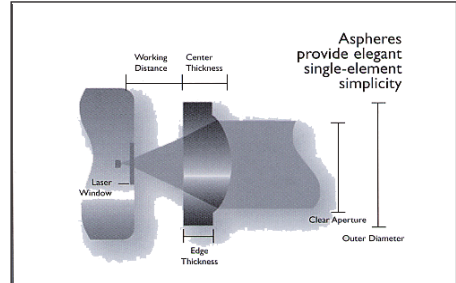 Aspheres
provide elegant
single-element
simplicity
Working
Distance
Center
Thickness
Laser
Window
Edge
Thickness
Clear Aperture
Outer Diameter